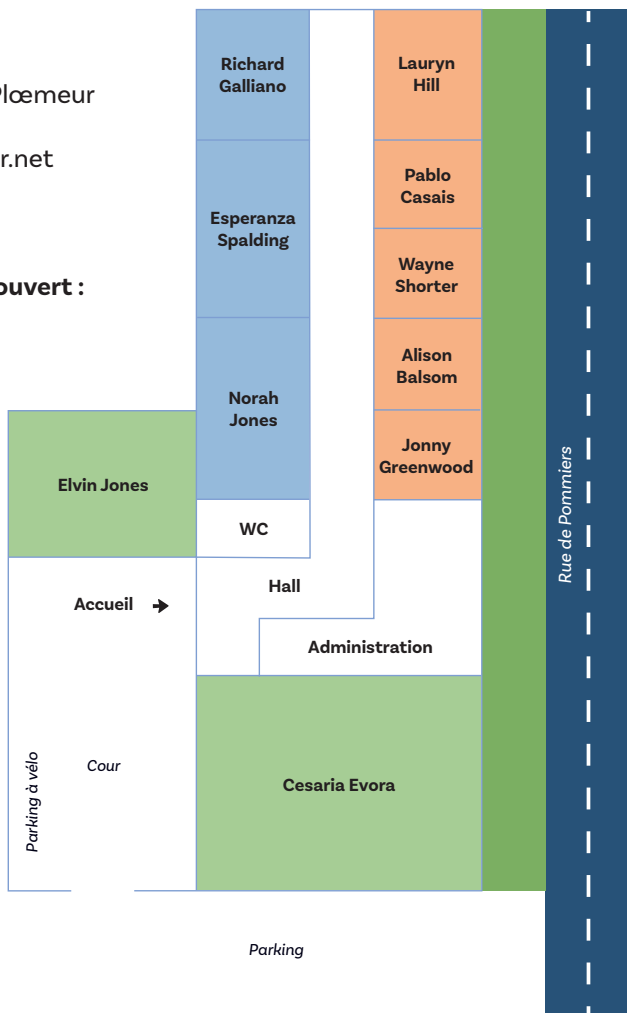 Plœmeur
r.net
ouvert :
Richard
Galliano
Lauryn
Hill
Pablo
Casais
Esperanza
Spalding
Wayne
Shorter
Alison
Balsom
Norah
Jones
Jonny
Greenwood
Elvin Jones
WC
Hall
Accueil
Administration
Rue de Pommiers
Parking à vélo
Cour
Cesaria Evora
Parking